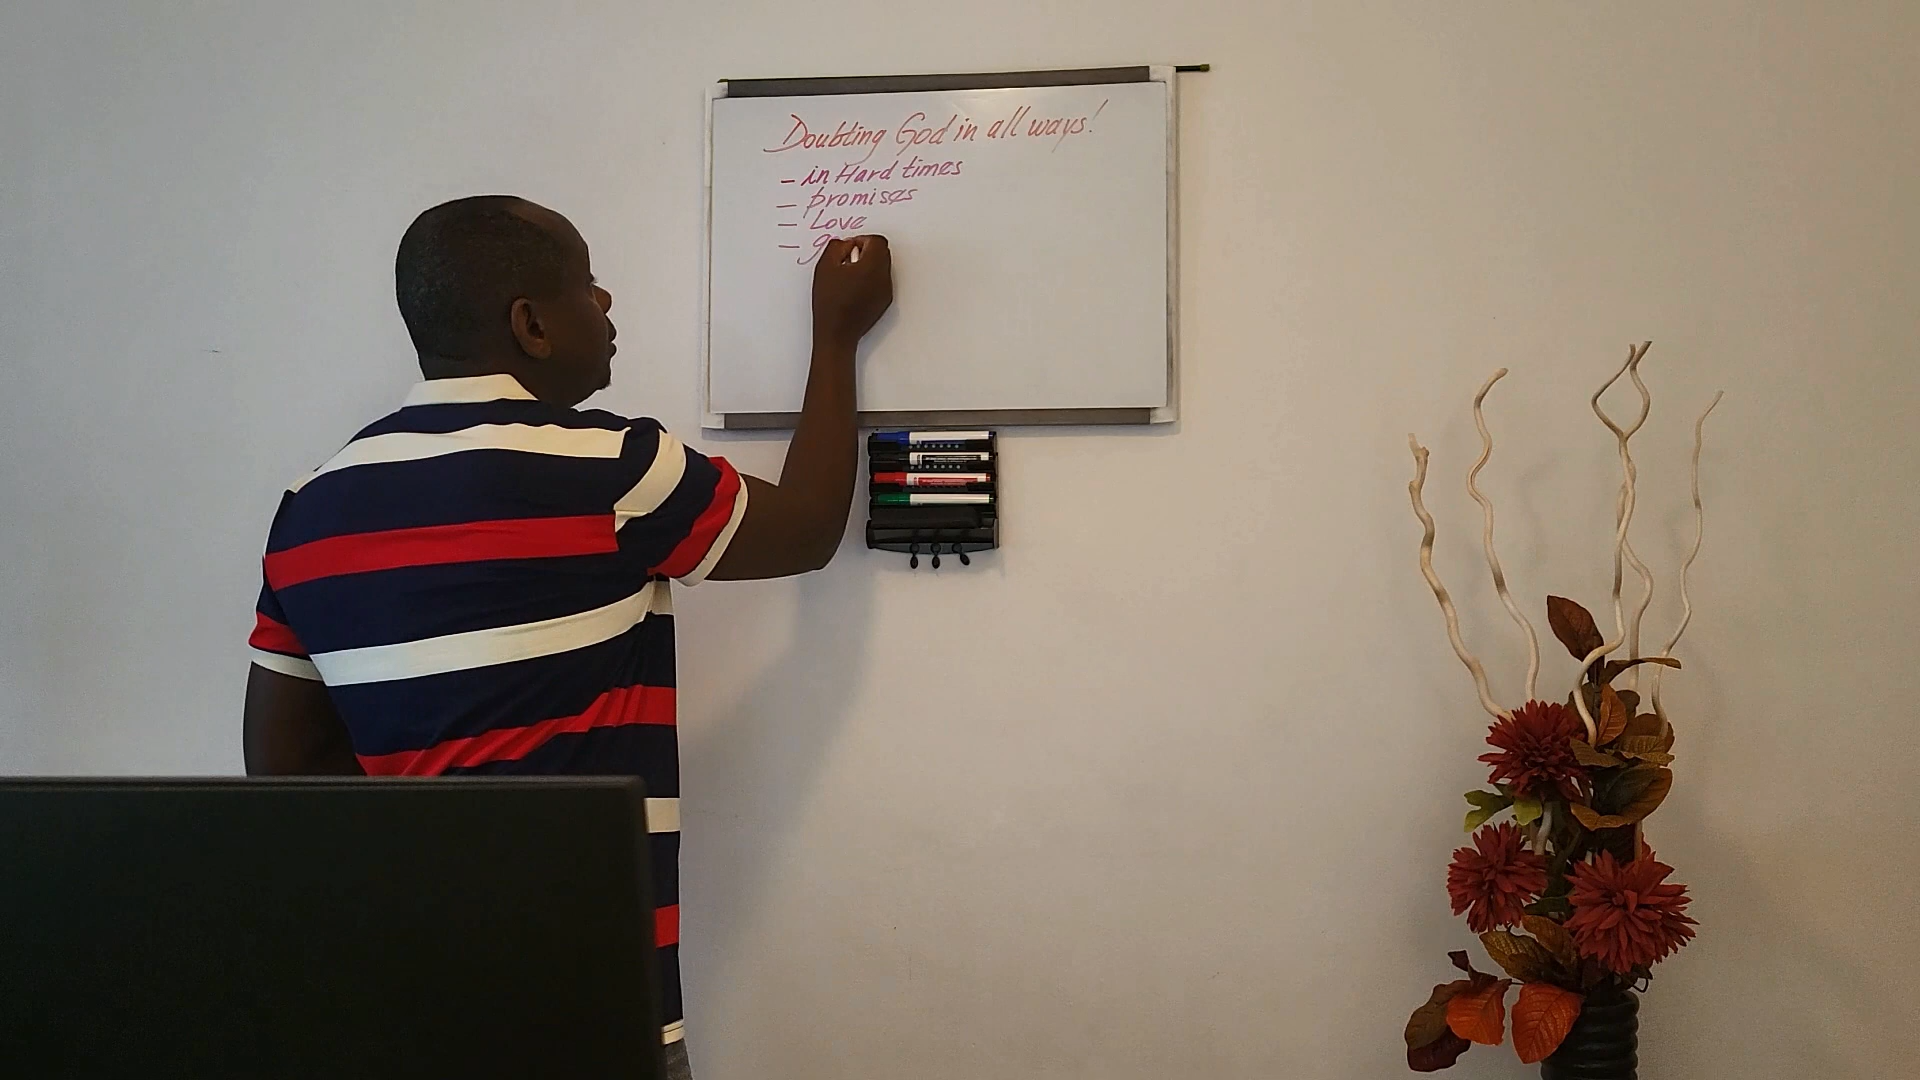 Doubting God in all ways!
- in Hard times
- promises
- Love
-